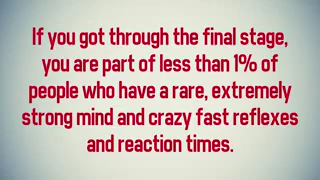 If you got through the final stage,
you are part of less than 1% of
people who have a rare, extremely
strong mind and crazy fast reflexes
and reaction times.